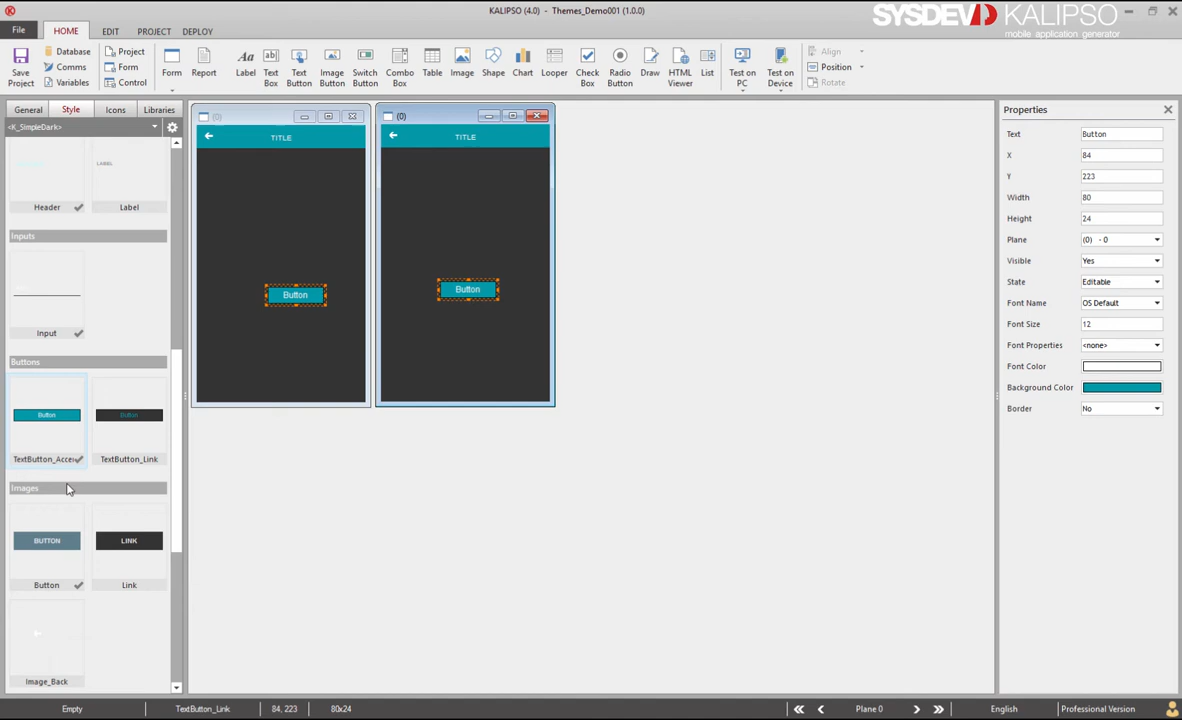 KALIPSO (4.0) - Themes_Demo001 (1.0.0)
SYSDEV KALIPSO
mobile application generator
File
HOME
EDIT
PROJECT
DEPLOY
Save Project
Database
Comms
Variables
Project
Form
Control
Form
Report
Aa
Label
ab
Text Box
Text Button
Image Button
Switch Button
Combo Box
Table
Image
Shape
Chart
Looper
Check Box
Radio Button
Draw
HTML Viewer
List
Test on PC
Test on Device
Align
Position
Rotate
General
Style
Icons
Libraries
<K_SimpleDark>
LABEL
Header
Label
Inputs
Input
Buttons
Button
Button
TextButton_Acce
TextButton_Link
Images
BUTTON
LINK
Button
Link
Image_Back
(0)
TITLE
Button
(0)
TITLE
Button
Properties
Text Button
X 84
Y 223
Width 80
Height 24
Plane (0) - 0
Visible Yes
State Editable
Font Name OS Default
Font Size 12
Font Properties <none>
Font Color
Background Color
Border No
Empty
TextButton_Link
84, 223
80x24
Plane 0
English
Professional Version